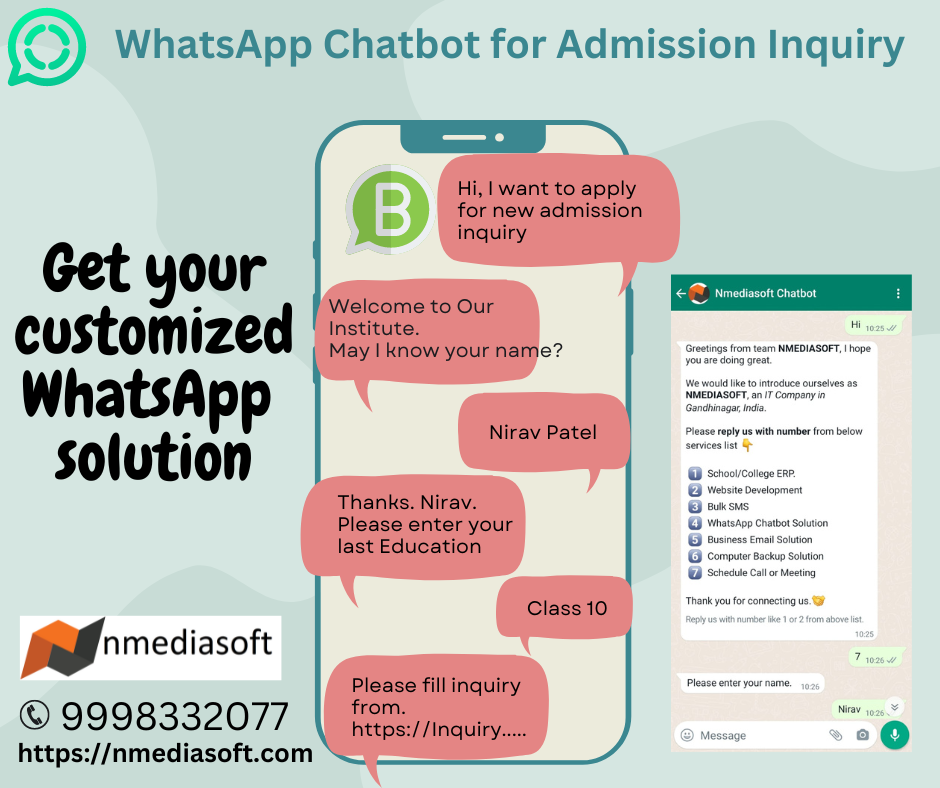 WhatsApp Chatbot for Admission Inquiry
Get your
customized
WhatsApp
solution
B
Hi, I want to apply
for new admission
inquiry
Welcome to Our
Institute.
May I know your name?
Nirav Patel
Thanks. Nirav.
Please enter your
last Education
Class 10
Please fill inquiry
from.
https://Inquiry.....
nmediasoft
9998332077
https://nmediasoft.com
Nmediasoft Chatbot
Hi 10:25
Greetings from team NMEDIASOFT, I hope
you are doing great.
We would like to introduce ourselves as
NMEDIASOFT, an IT Company in
Gandhinagar, India.
Please reply us with number from below
services list 👇
1 School/College ERP.
2 Website Development
3 Bulk SMS
4 WhatsApp Chatbot Solution
5 Business Email Solution
6 Computer Backup Solution
7 Schedule Call or Meeting
Thank you for connecting us.🤝
Reply us with number like 1 or 2 from above list.
10:25
7 10:26
Please enter your name. 10:26
Nirav 10:26
Message